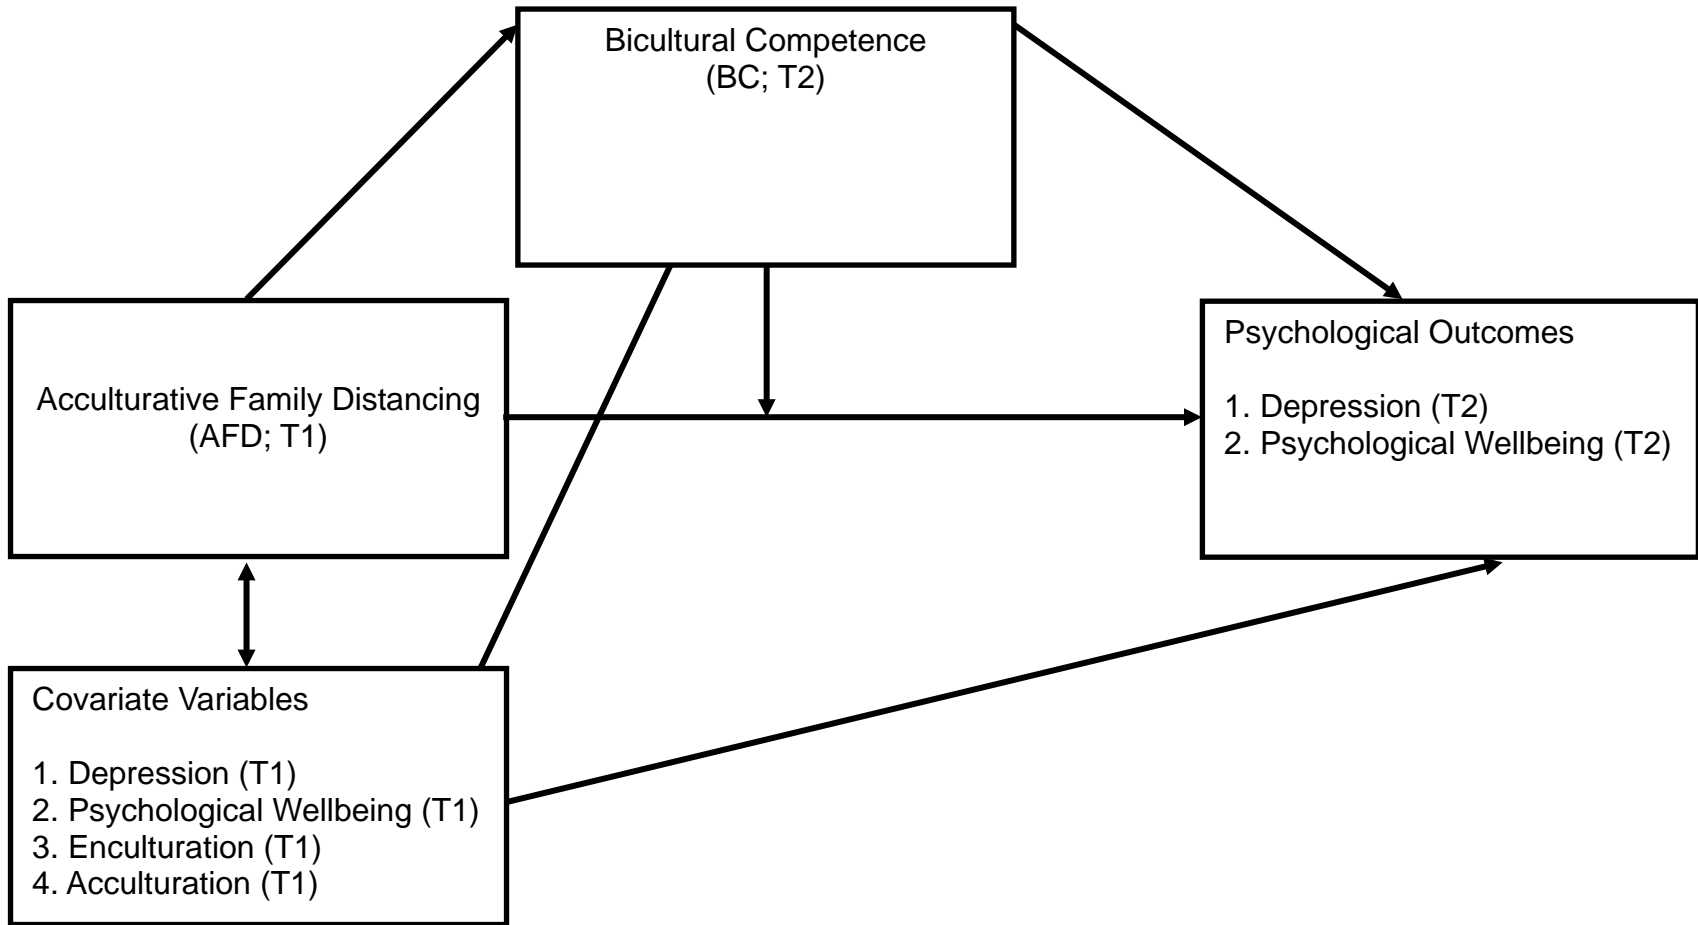 Bicultural Competence
(BC; T2)
Acculturative Family Distancing
(AFD; T1)
Psychological Outcomes
1. Depression (T2)
2. Psychological Wellbeing (T2)
Covariate Variables
1. Depression (T1)
2. Psychological Wellbeing (T1)
3. Enculturation (T1)
4. Acculturation (T1)